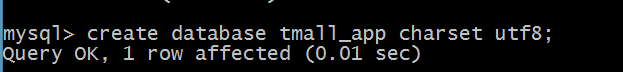 mysql> create database tmall_app charset utf8;
Query OK, 1 row affected (0.01 sec)